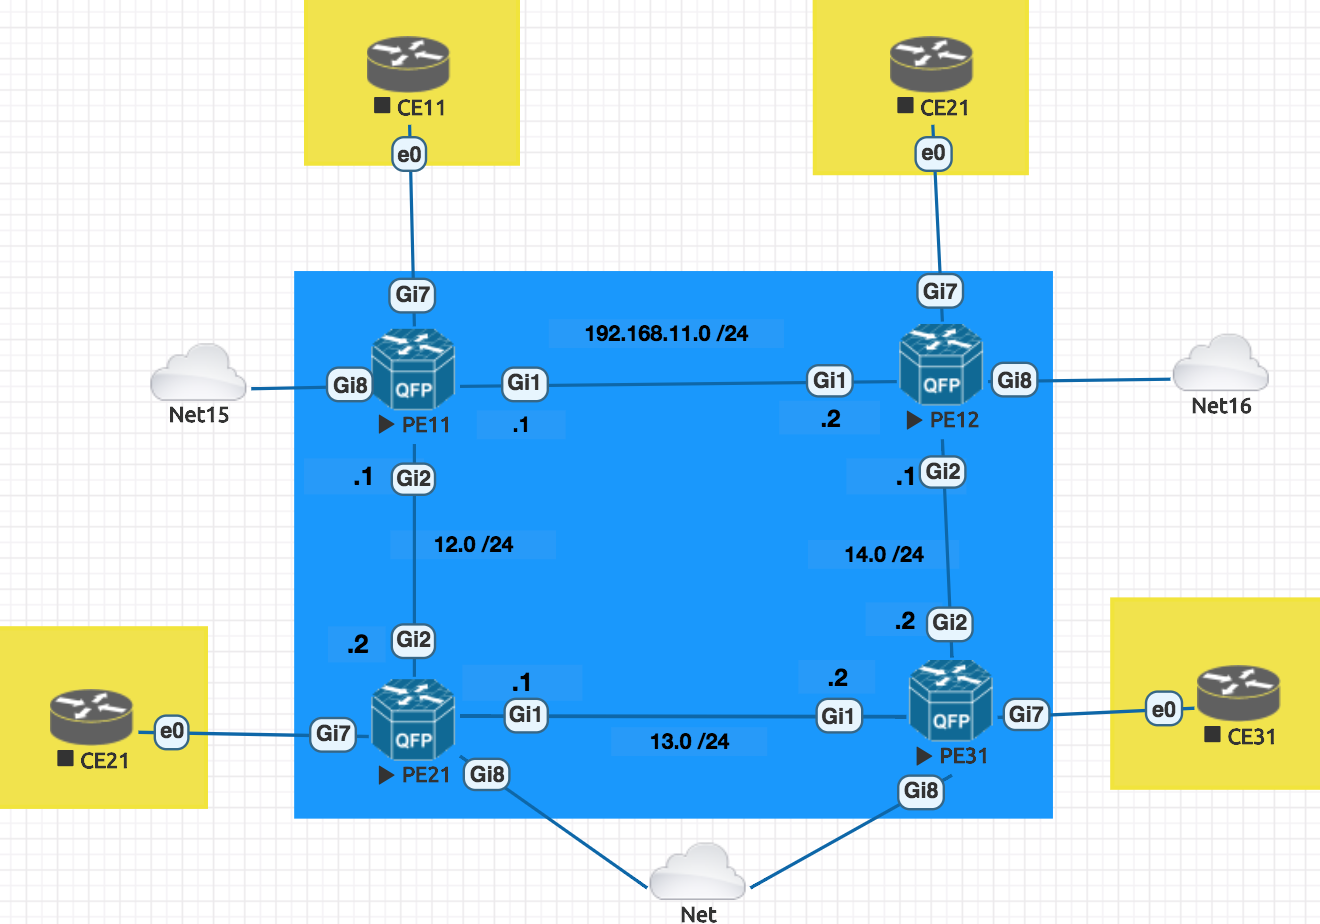 CE11
CE21
e0
e0
Gi7
Gi7
192.168.11.0 /24
Gi8
QFP
Gi1
Gi1
QFP
Gi8
Net15
PE11
.1
.2
PE12
Net16
.1
Gi2
.1
Gi2
12.0 /24
14.0 /24
.2
Gi2
.2
Gi2
.1
.2
e0
Gi7
QFP
Gi1
Gi1
QFP
Gi7
e0
CE21
PE21
13.0 /24
PE31
CE31
Gi8
Gi8
Net